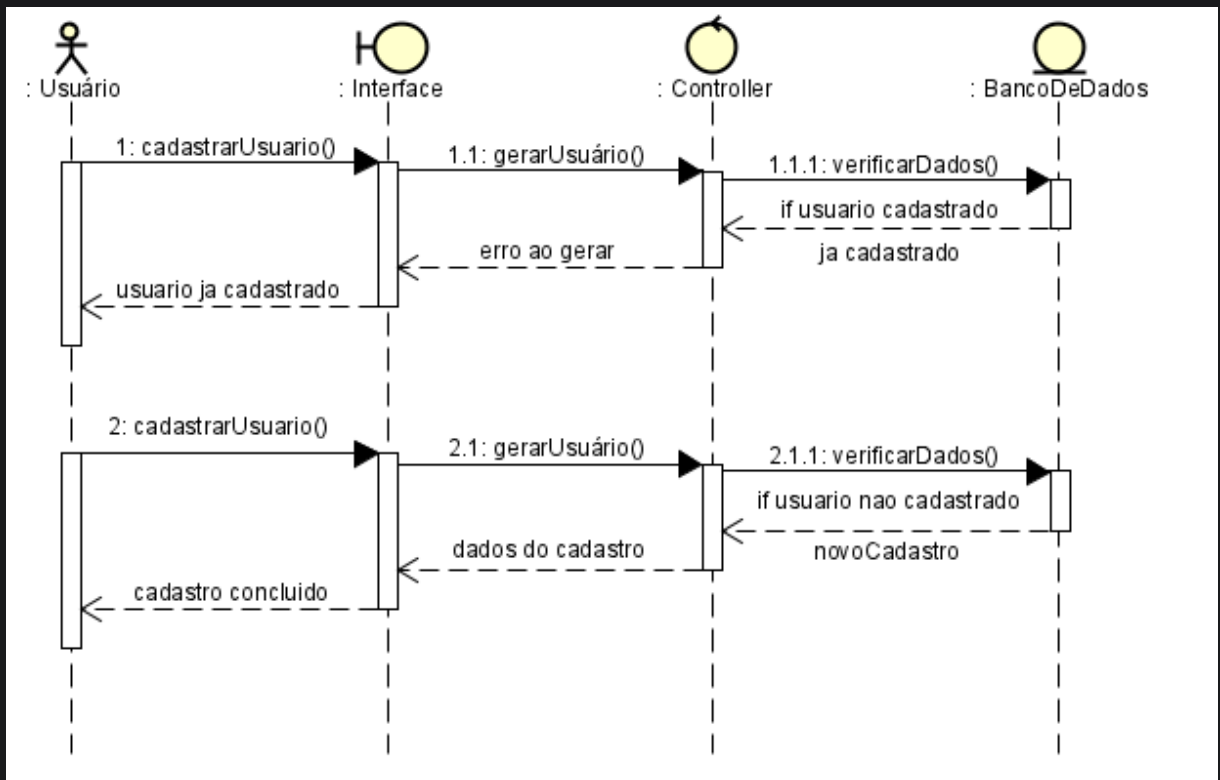 : Usuário
: Interface
: Controller
: BancoDeDados
1: cadastrarUsuario()
1.1: gerarUsuário()
1.1.1: verificarDados()
if usuario cadastrado
ja cadastrado
erro ao gerar
usuario ja cadastrado
2: cadastrarUsuario()
2.1: gerarUsuário()
2.1.1: verificarDados()
if usuario nao cadastrado
novoCadastro
dados do cadastro
cadastro concluido